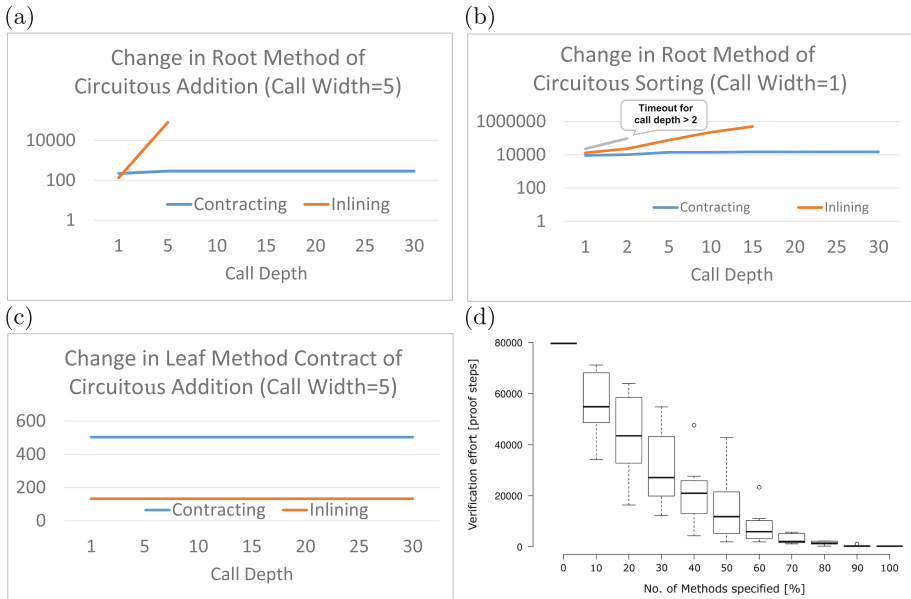 (a)
Change in Root Method of
Circuitous Addition (Call Width=5)
10000
100
1
Contracting
Inlining
1 5 10 15 20 25 30
Call Depth
(b)
Change in Root Method of
Circuitous Sorting (Call Width=1)
Timeout for
call depth > 2
1000000
10000
100
1
Contracting
Inlining
1 2 5 10 15 20 25 30
Call Depth
(c)
Change in Leaf Method Contract of
Circuitous Addition (Call Width=5)
600
400
200
0
Contracting
Inlining
1 5 10 15 20 25 30
Call Depth
(d)
Verification effort [proof steps]
80000
60000
40000
20000
0
0 10 20 30 40 50 60 70 80 90 100
No. of Methods specified [%]